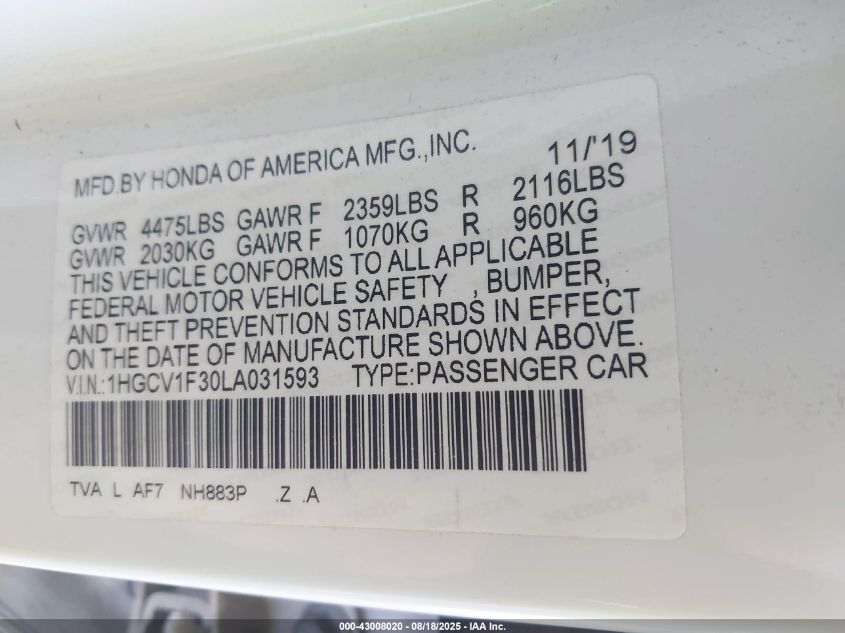 MFD.BY HONDA OF AMERICA MFG.,INC. 11/'19
GVWR 4475LBS GAWR F 2359LBS R 2116LBS
GVWR 2030KG GAWR F 1070KG R 960KG
THIS VEHICLE CONFORMS TO ALL APPLICABLE
FEDERAL MOTOR VEHICLE SAFETY , BUMPER,
AND THEFT PREVENTION STANDARDS IN EFFECT
ON THE DATE OF MANUFACTURE SHOWN ABOVE.
V.I.N.:1HGCV1F30LA031593 TYPE:PASSENGER CAR
TVA L AF7 NH883P .Z .A
000-43008020 - 08/18/2025 - IAA Inc.